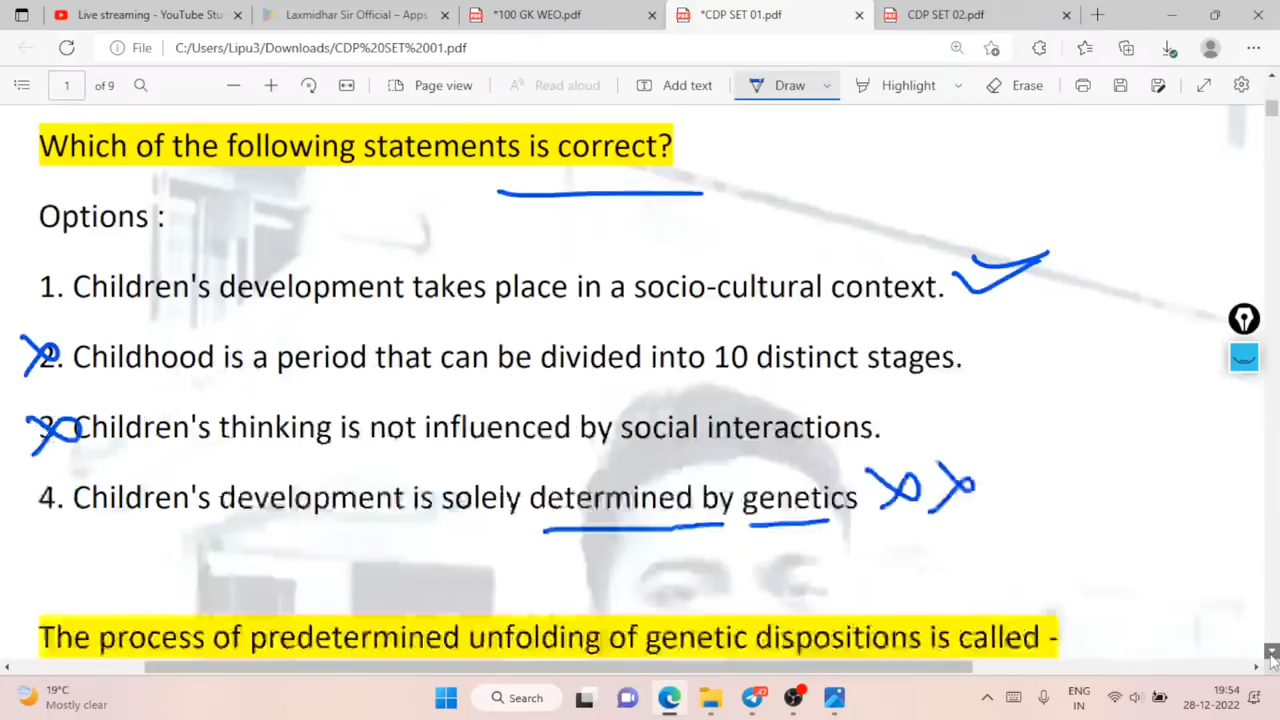 Live streaming - YouTube Stu
Laxmidhar Sir Official – Apps
*100 GK WEO.pdf
*CDP SET 01.pdf
CDP SET 02.pdf
File
C:/Users/Lipu3/Downloads/CDP%20SET%2001.pdf
1 of 9
Page view
Read aloud
Add text
Draw
Highlight
Erase
Which of the following statements is correct?
Options :
1. Children's development takes place in a socio-cultural context.
2. Childhood is a period that can be divided into 10 distinct stages.
3. Children's thinking is not influenced by social interactions.
4. Children's development is solely determined by genetics
The process of predetermined unfolding of genetic dispositions is called -
19°C
Mostly clear
Search
47
ENG
IN
19:54
28-12-2022